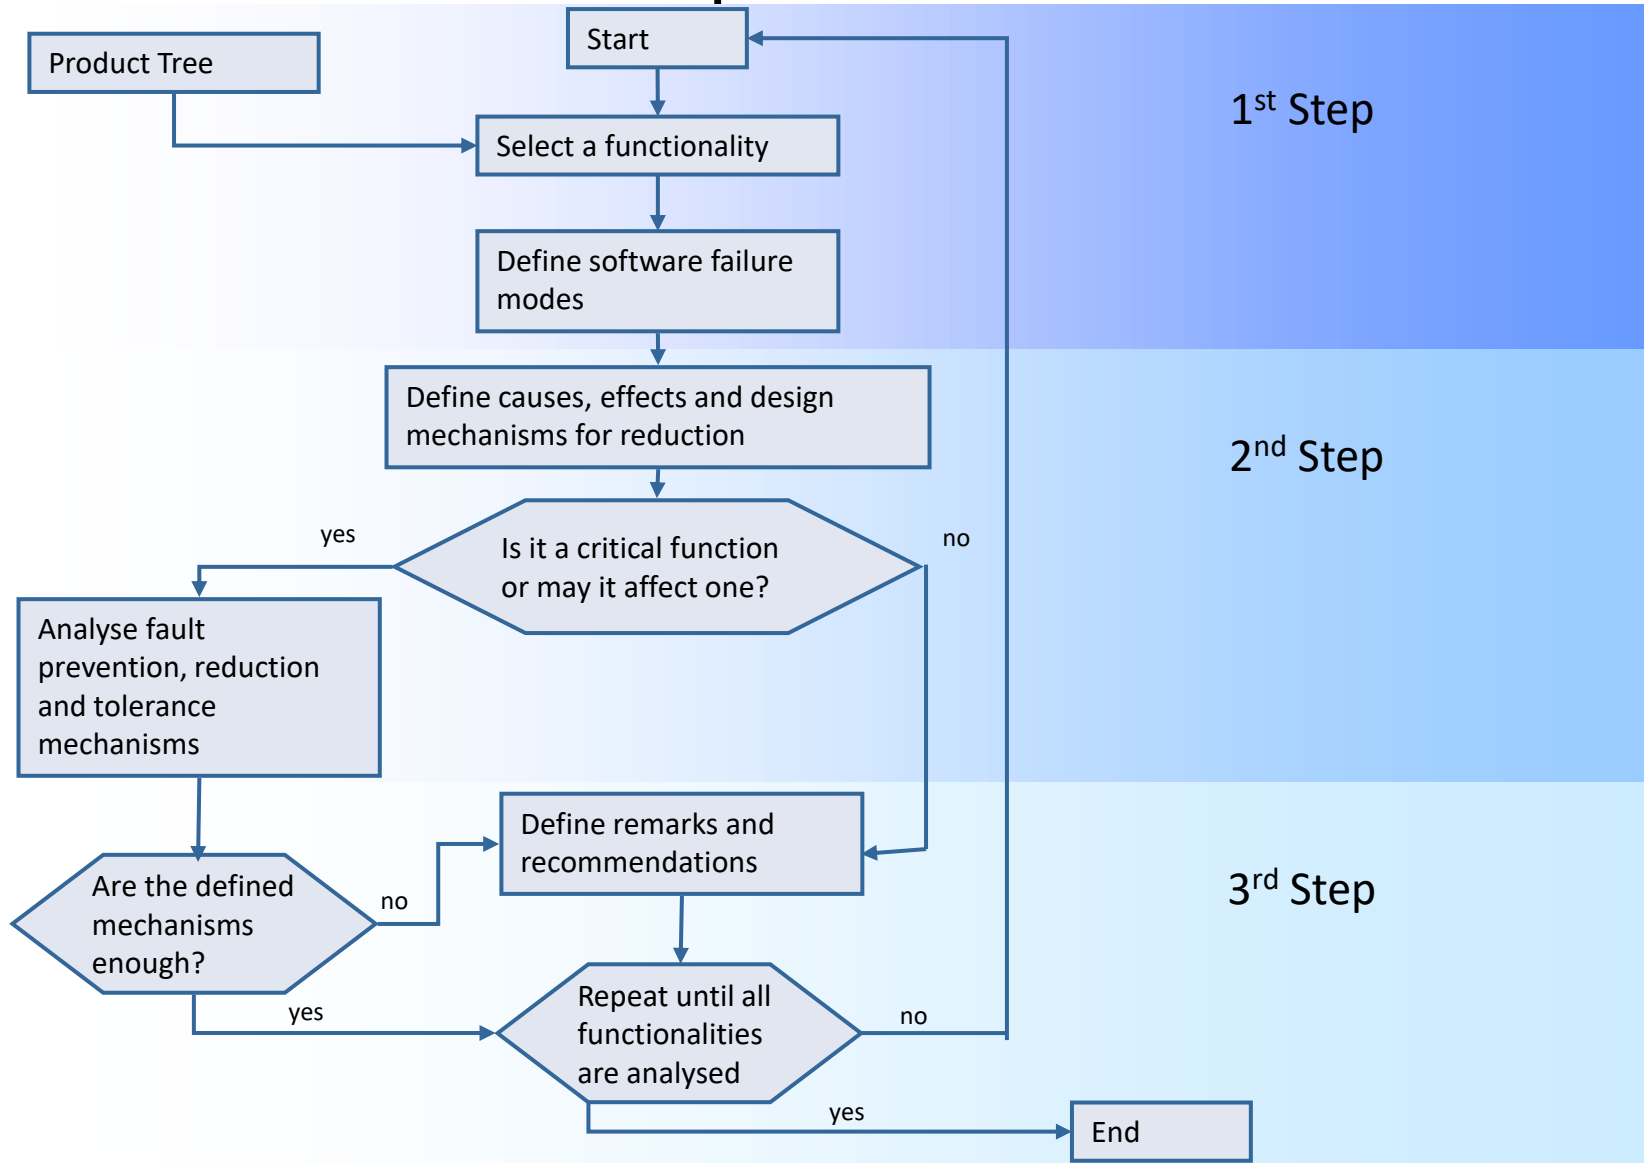 Start
Product Tree
1st Step
Select a functionality
Define software failure
modes
Define causes, effects and design
mechanisms for reduction
2nd Step
yes
no
Is it a critical function
or may it affect one?
Analyse fault
prevention, reduction
and tolerance
mechanisms
Define remarks and
recommendations
Are the defined
mechanisms
enough?
no
3rd Step
yes
Repeat until all
functionalities
are analysed
no
yes
End